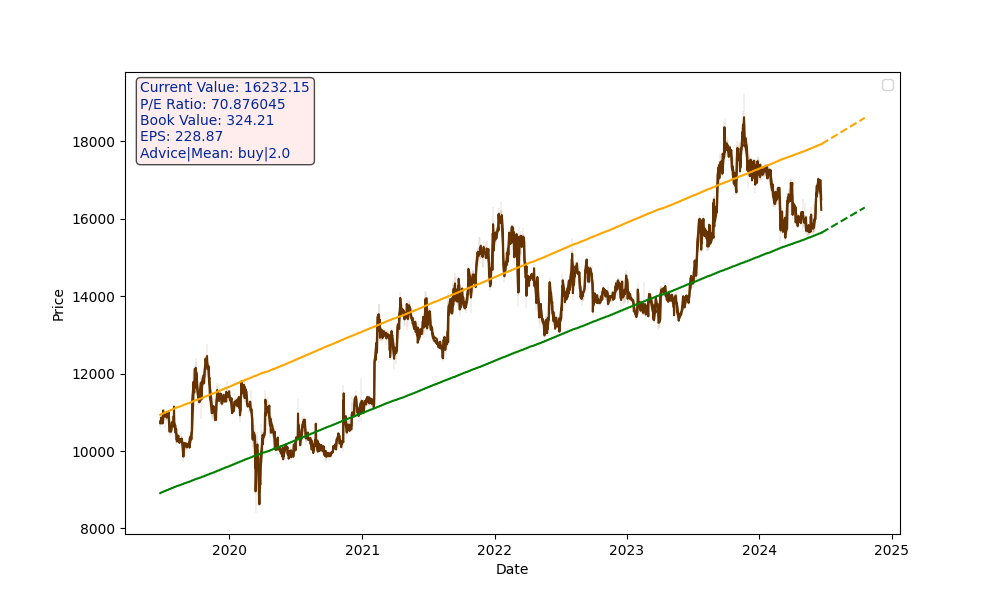 Current Value: 16232.15
P/E Ratio: 70.876045
Book Value: 324.21
EPS: 228.87
Advice|Mean: buy|2.0
18000
16000
14000
12000
10000
8000
Price
2020 2021 2022 2023 2024 2025
Date